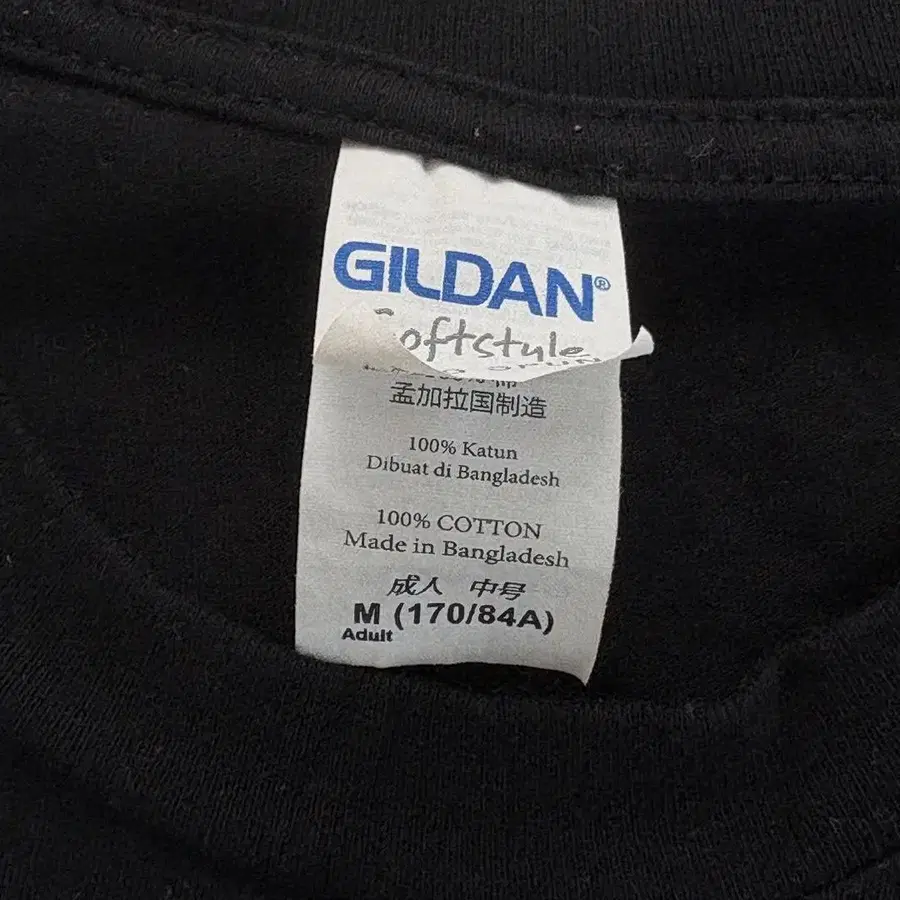 GILDAN®
Softstyle
孟加拉国制造
100% Katun
Dibuat di Bangladesh
100% COTTON
Made in Bangladesh
成人 中号
M (170/84A)
Adult